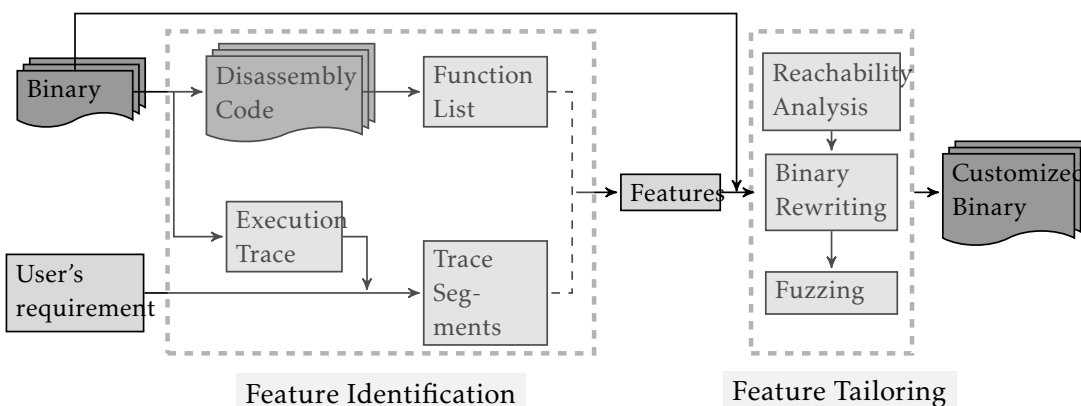 Binary
Disassembly
Code
Function
List
Execution
Trace
User's
requirement
Trace
Seg-
ments
Feature Identification
Features
Reachability
Analysis
Binary
Rewriting
Fuzzing
Feature Tailoring
Customized
Binary